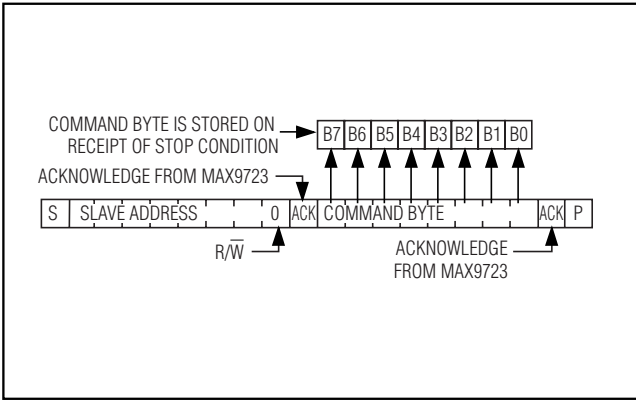 COMMAND BYTE IS STORED ON
RECEIPT OF STOP CONDITION
B7 B6 B5 B4 B3 B2 B1 B0
ACKNOWLEDGE FROM MAX9723
S SLAVE ADDRESS 0 ACK COMMAND BYTE ACK P
R/W̅
ACKNOWLEDGE
FROM MAX9723